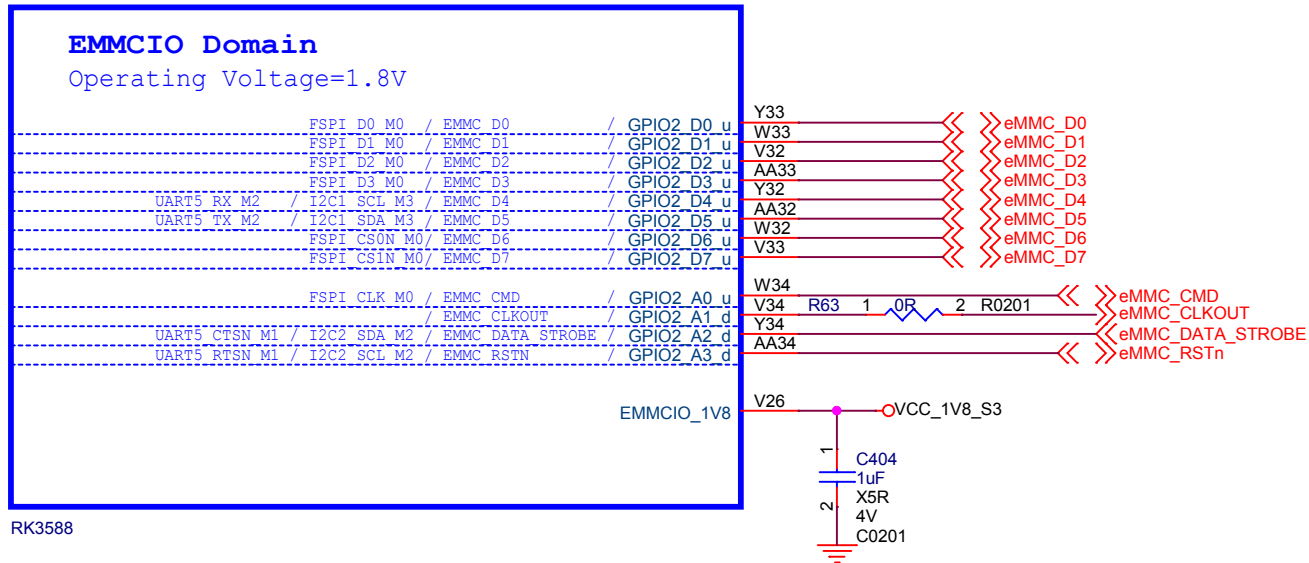 EMMCIO Domain
Operating Voltage=1.8V
FSPI_D0_M0 / EMMC_D0 / GPIO2_D0_u Y33 eMMC_D0
FSPI_D1_M0 / EMMC_D1 / GPIO2_D1_u W33 eMMC_D1
FSPI_D2_M0 / EMMC_D2 / GPIO2_D2_u V32 eMMC_D2
FSPI_D3_M0 / EMMC_D3 / GPIO2_D3_u AA33 eMMC_D3
UART5_RX_M2 / I2C1_SCL_M3 / EMMC_D4 / GPIO2_D4_u Y32 eMMC_D4
UART5_TX_M2 / I2C1_SDA_M3 / EMMC_D5 / GPIO2_D5_u AA32 eMMC_D5
FSPI_CS0N_M0/ EMMC_D6 / GPIO2_D6_u W32 eMMC_D6
FSPI_CS1N_M0/ EMMC_D7 / GPIO2_D7_u V33 eMMC_D7
FSPI_CLK_M0 / EMMC_CMD / GPIO2_A0_u W34 eMMC_CMD
/ EMMC_CLKOUT / GPIO2_A1_d V34 R63 1 0R 2 R0201 eMMC_CLKOUT
UART5_CTSN_M1 / I2C2_SDA_M2 / EMMC_DATA_STROBE / GPIO2_A2_d Y34 eMMC_DATA_STROBE
UART5_RTSN_M1 / I2C2_SCL_M2 / EMMC_RSTN / GPIO2_A3_d AA34 eMMC_RSTn
EMMCIO_1V8 V26 VCC_1V8_S3
1
C404
1uF
X5R
2
4V
C0201
RK3588